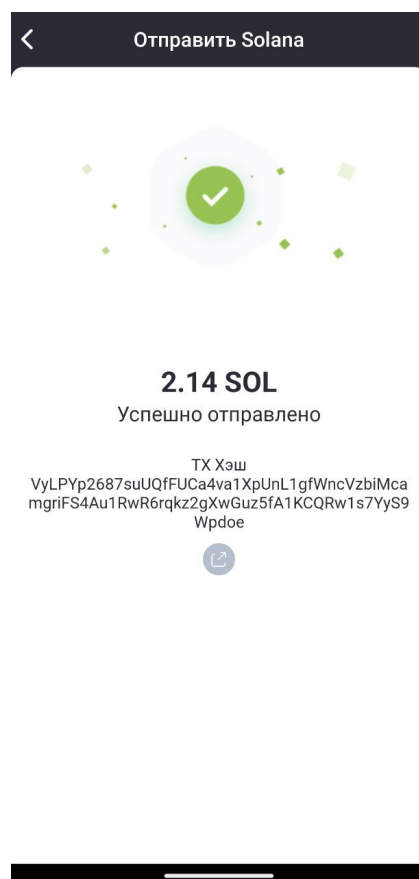 Отправить Solana
2.14 SOL
Успешно отправлено
TX Хэш
VyLPYp2687suUQfFUCa4va1XpUnL1gfWncVzbiMca
mgriFS4Au1RwR6rqkz2gXwGuz5fA1KCQRw1s7YyS9
Wpdoe